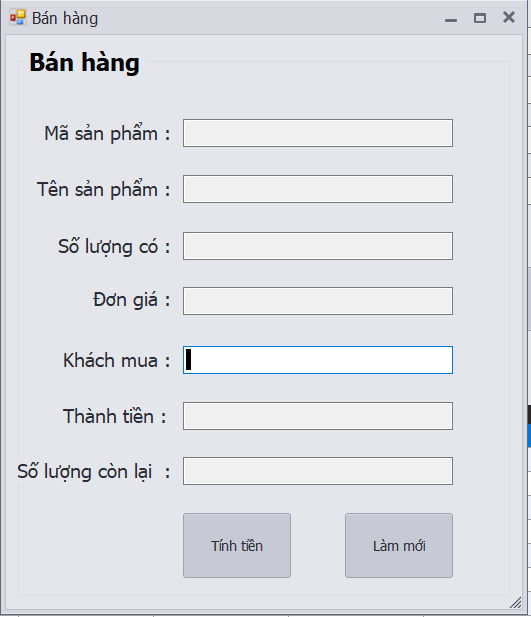 Bán hàng
Bán hàng
Mã sản phẩm :
Tên sản phẩm :
Số lượng có :
Đơn giá :
Khách mua :
Thành tiền :
Số lượng còn lại :
Tính tiền
Làm mới